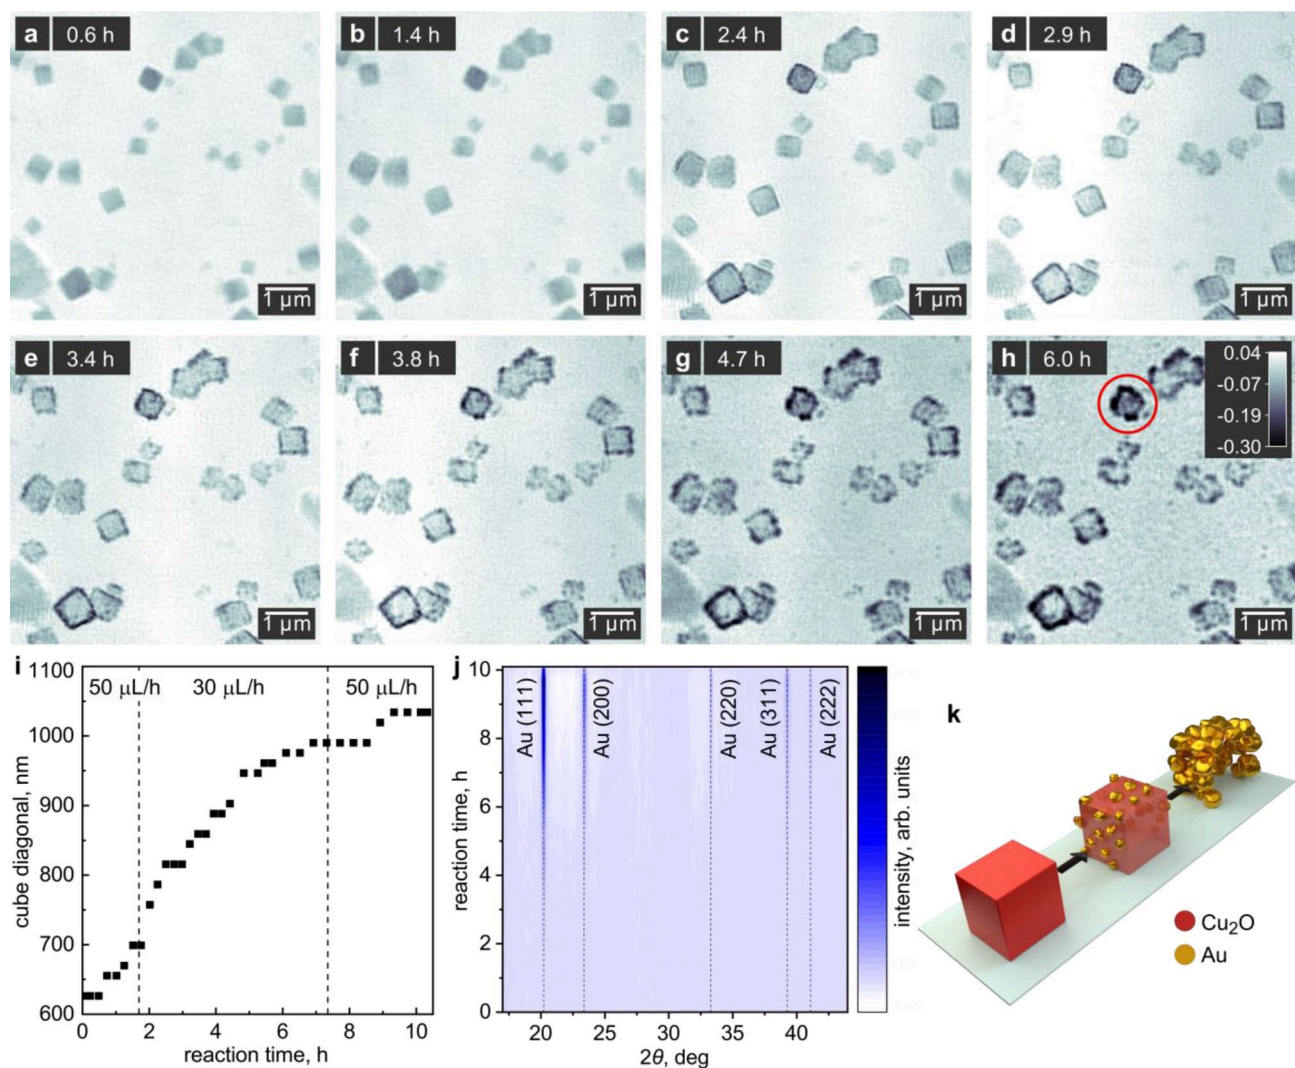 a 0.6 h
b 1.4 h
c 2.4 h
d 2.9 h
1 μm
1 μm
1 μm
1 μm
e 3.4 h
f 3.8 h
g 4.7 h
h 6.0 h
0.04
-0.07
-0.19
-0.30
1 μm
1 μm
1 μm
1 μm
i
1100
1000
900
800
700
600
cube diagonal, nm
50 μL/h
30 μL/h
50 μL/h
0 2 4 6 8 10
reaction time, h
j
10
8
6
4
2
0
reaction time, h
Au (111)
Au (200)
Au (220)
Au (311)
Au (222)
20 25 30 35 40
2θ, deg
intensity, arb. units
k
Cu₂O
Au